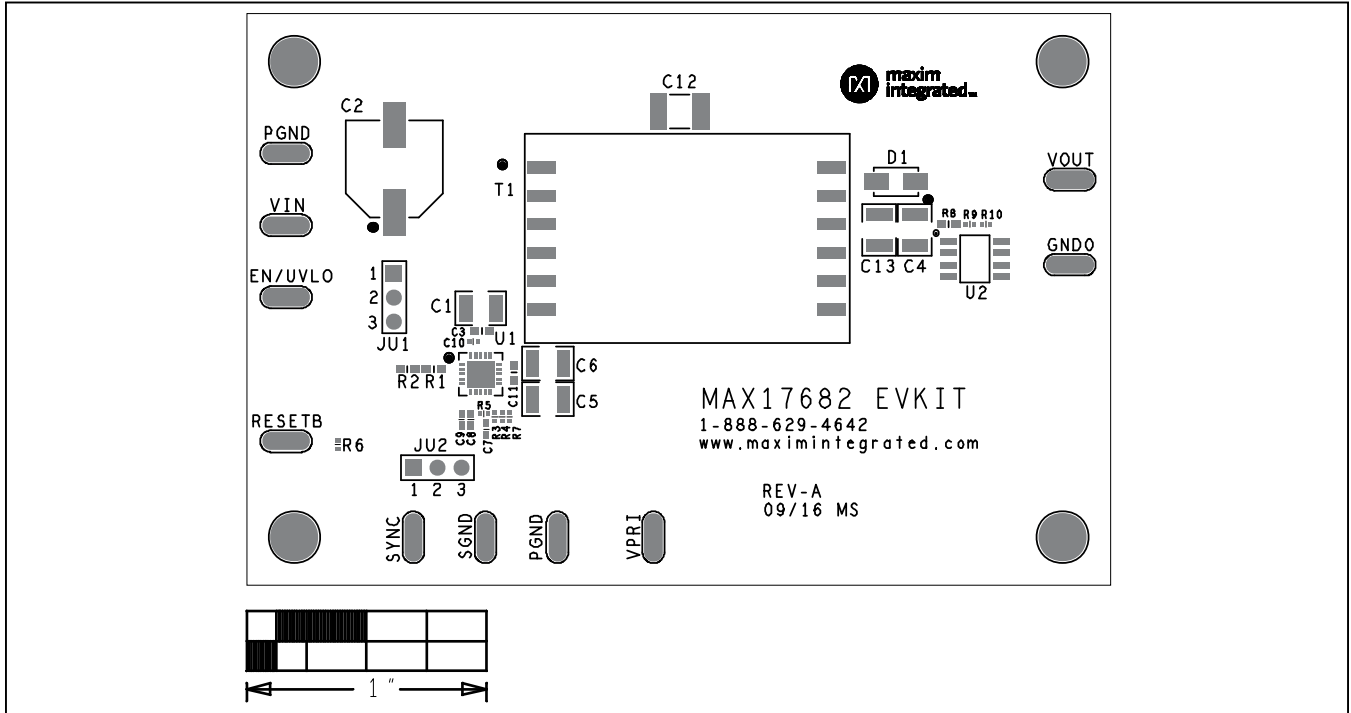 maxim
integrated™
C12
C2
PGND
D1
VOUT
T1
VIN
R8 R9 R10
EN/UVLO
GNDO
C13 C4
U2
1
2
3
JU1
C1
C3
U1
C10
C6
R2 R1
C11
C5
MAX17682 EVKIT
R5
1-888-629-4642
RESETB
R6
C9
C8
C7
R3
R4
R7
www.maximintegrated.com
JU2
1 2 3
REV-A
09/16 MS
SYNC
SGND
PGND
VPRI
1 "